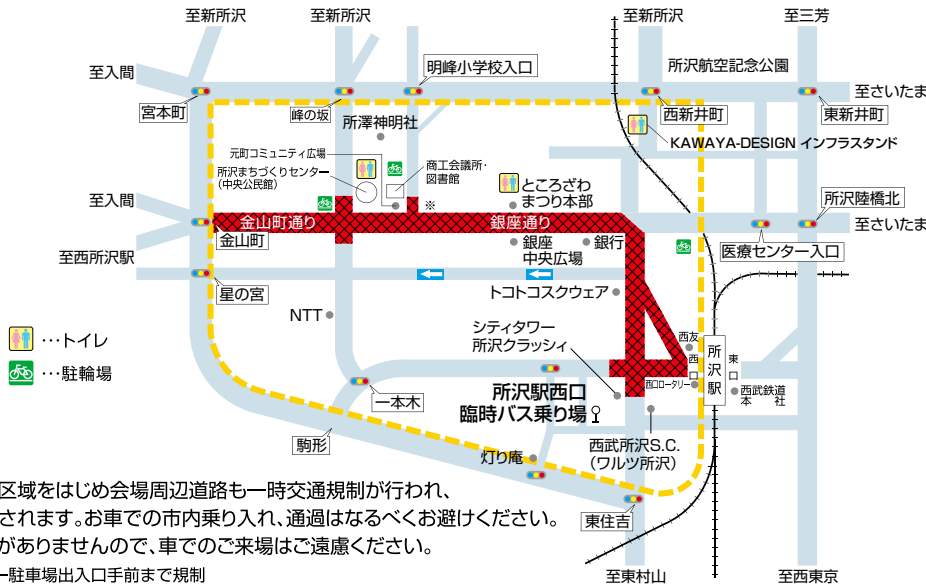 至新所沢
至新所沢
至新所沢
至三芳
至入間
明峰小学校入口
所沢航空記念公園
至さいたま
宮本町
峰の坂
西新井町
東新井町
所澤神明社
KAWAYA-DESIGN インフラスタンド
元町コミュニティ広場
所沢まちづくりセンター
(中央公民館)
商工会議所・
図書館
ところざわ
まつり本部
※
至入間
所沢陸橋北
金山町通り
銀座通り
至さいたま
金山町
銀座
中央広場
銀行
医療センター入口
至西所沢駅
星の宮
トコトコスクウェア
NTT
シティタワー
所沢クラッシィ
…トイレ
…駐輪場
西友
西口
所沢駅
東口
西口ロータリー
西武鉄道
本社
所沢駅西口
臨時バス乗り場
一本木
駒形
西武所沢S.C.
(ワルツ所沢)
灯り庵
区域をはじめ会場周辺道路も一時交通規制が行われ、
されます。お車での市内乗り入れ、通過はなるべくお避けください。
がありませんので、車でのご来場はご遠慮ください。
東住吉
駐車場出入口手前まで規制
至東村山
至西東京